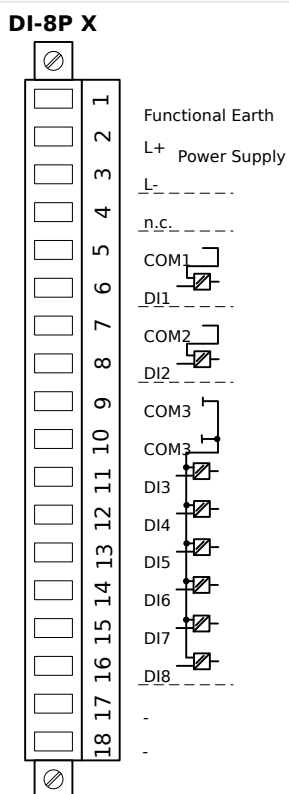 DI-8P X
1
Functional Earth
2
L+ Power Supply
3
L-
4
n.c.
5
COM1
6
DI1
7
COM2
8
DI2
9
COM3
10
COM3
11
DI3
12
DI4
13
DI5
14
DI6
15
DI7
16
DI8
17
-
18
-